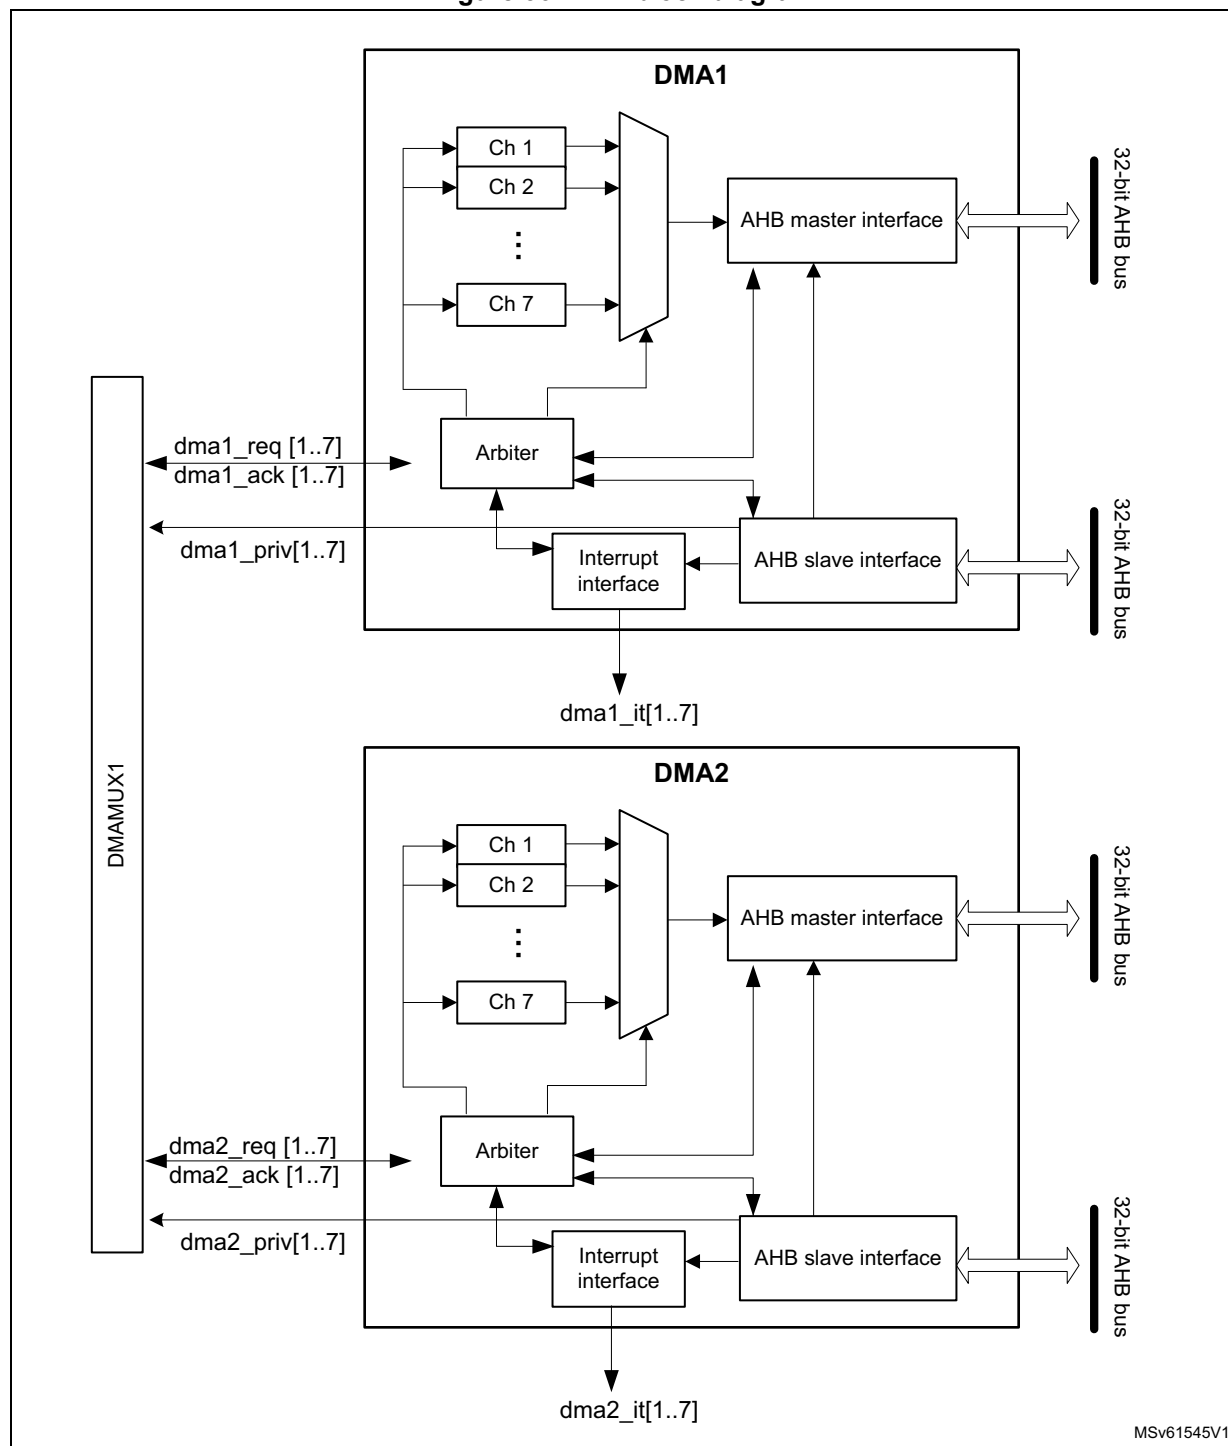 DMA1
Ch 1
Ch 2
Ch 7
AHB master interface
32-bit AHB bus
dma1_req [1..7]
dma1_ack [1..7]
Arbiter
dma1_priv[1..7]
Interrupt
interface
AHB slave interface
32-bit AHB bus
dma1_it[1..7]
DMAMUX1
DMA2
Ch 1
Ch 2
Ch 7
AHB master interface
32-bit AHB bus
dma2_req [1..7]
dma2_ack [1..7]
Arbiter
dma2_priv[1..7]
Interrupt
interface
AHB slave interface
32-bit AHB bus
dma2_it[1..7]
MSv61545V1